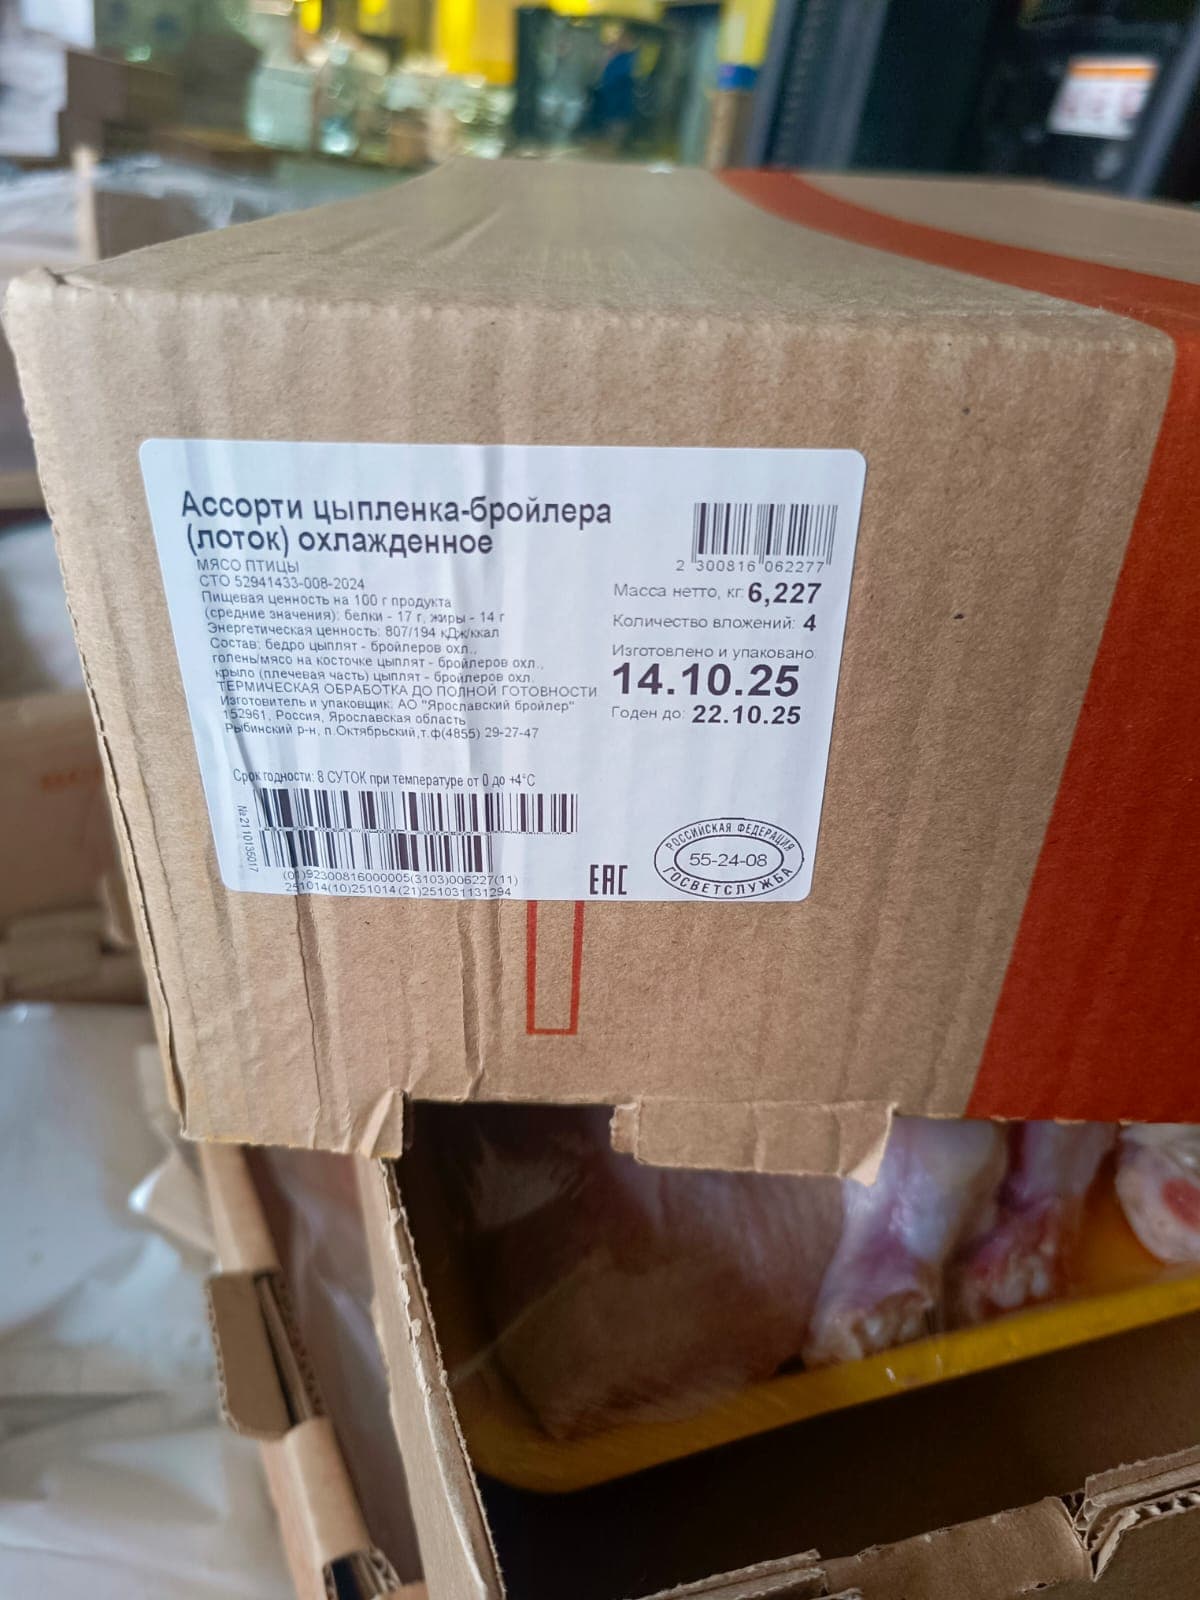 Ассорти цыпленка-бройлера
(лоток) охлажденное
МЯСО ПТИЦЫ
СТО 52941433-008-2024
Пищевая ценность на 100 г продукта
(средние значения): белки - 17 г, жиры - 14 г
Энергетическая ценность: 807/194 кДж/ккал
Состав: бедро цыплят - бройлеров охл.,
голень/мясо на косточке цыплят - бройлеров охл.,
крыло (плечевая часть) цыплят - бройлеров охл.
ТЕРМИЧЕСКАЯ ОБРАБОТКА ДО ПОЛНОЙ ГОТОВНОСТИ
Изготовитель и упаковщик: АО "Ярославский бройлер"
152961, Россия, Ярославская область
Рыбинский р-н, п.Октябрьский,т.ф(4855) 29-27-47
2 300816 062277
Масса нетто, кг: 6,227
Количество вложений: 4
Изготовлено и упаковано:
14.10.25
Годен до: 22.10.25
Срок годности: 8 СУТОК при температуре от 0 до +4°С
№2110135017
(01)92300816000005(3103)006227(11)
251014(10)251014 (21)251031131294
ЕАС
РОССИЙСКАЯ ФЕДЕРАЦИЯ
55-24-08
ГОСВЕТСЛУЖБА